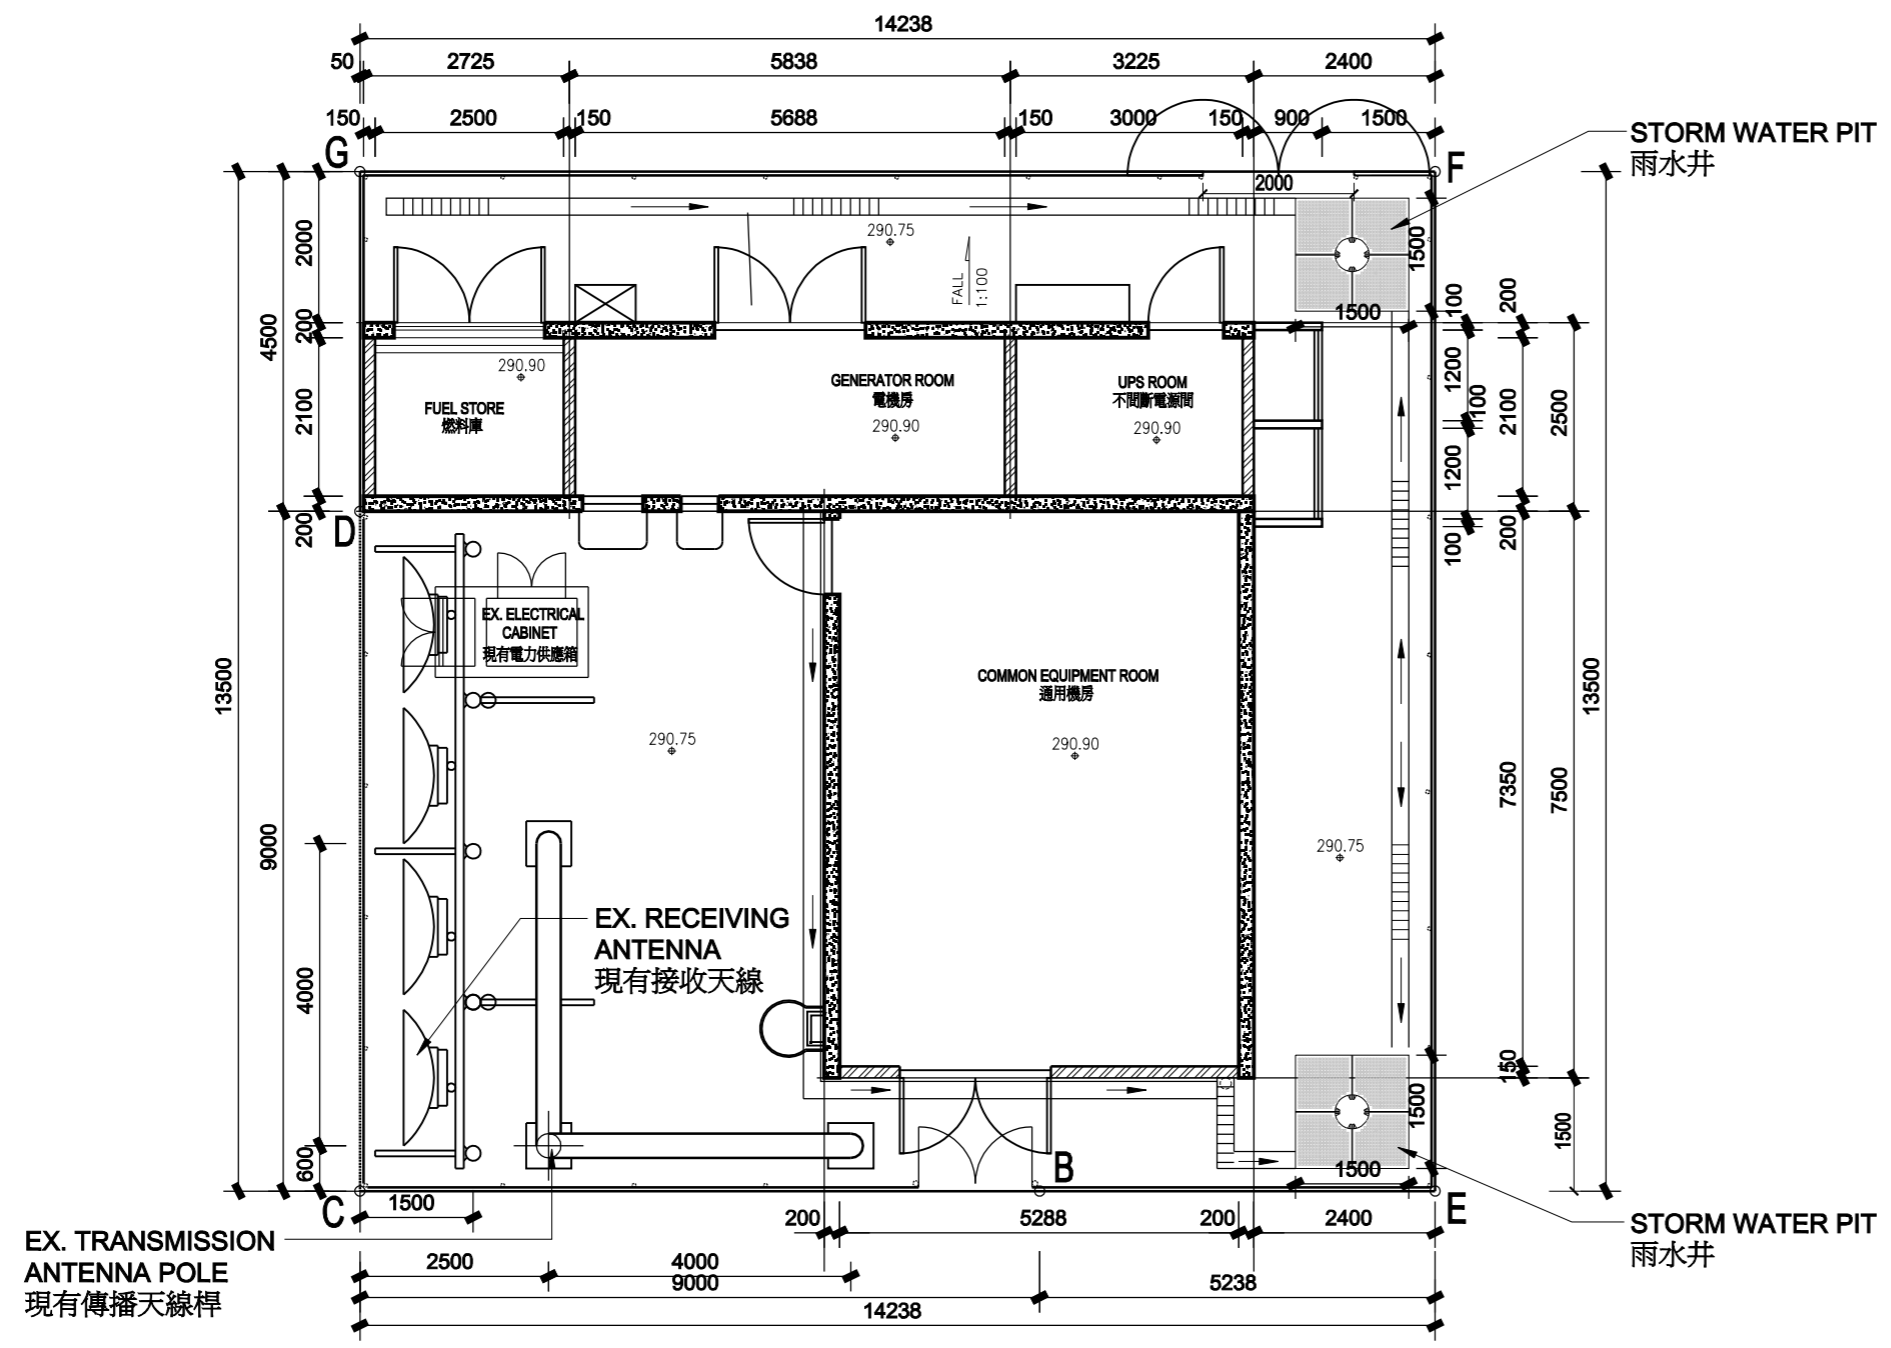 14238
50 2725 5838 3225 2400
150 2500 150 5688 150 3000 150 900 1500
G F
STORM WATER PIT
雨水井
2000
290.75
1500
2000
FALL
1:100
1500
100 200
200
4500
290.90
GENERATOR ROOM
電機房
290.90
UPS ROOM
不間斷電源間
290.90
FUEL STORE
燃料庫
2100
1200
100
2100
2500
1200
D
200
100
200
EX. ELECTRICAL
CABINET
現有電力供應箱
COMMON EQUIPMENT ROOM
通用機房
290.90
290.75
13500
13500
9000
7350
7500
290.75
EX. RECEIVING
ANTENNA
現有接收天線
4000
150
1500
1500
600
B
1500
C
1500
E
200 5288 200 2400
STORM WATER PIT
雨水井
EX. TRANSMISSION
ANTENNA POLE
現有傳播天線桿
2500 4000
9000 5238
14238